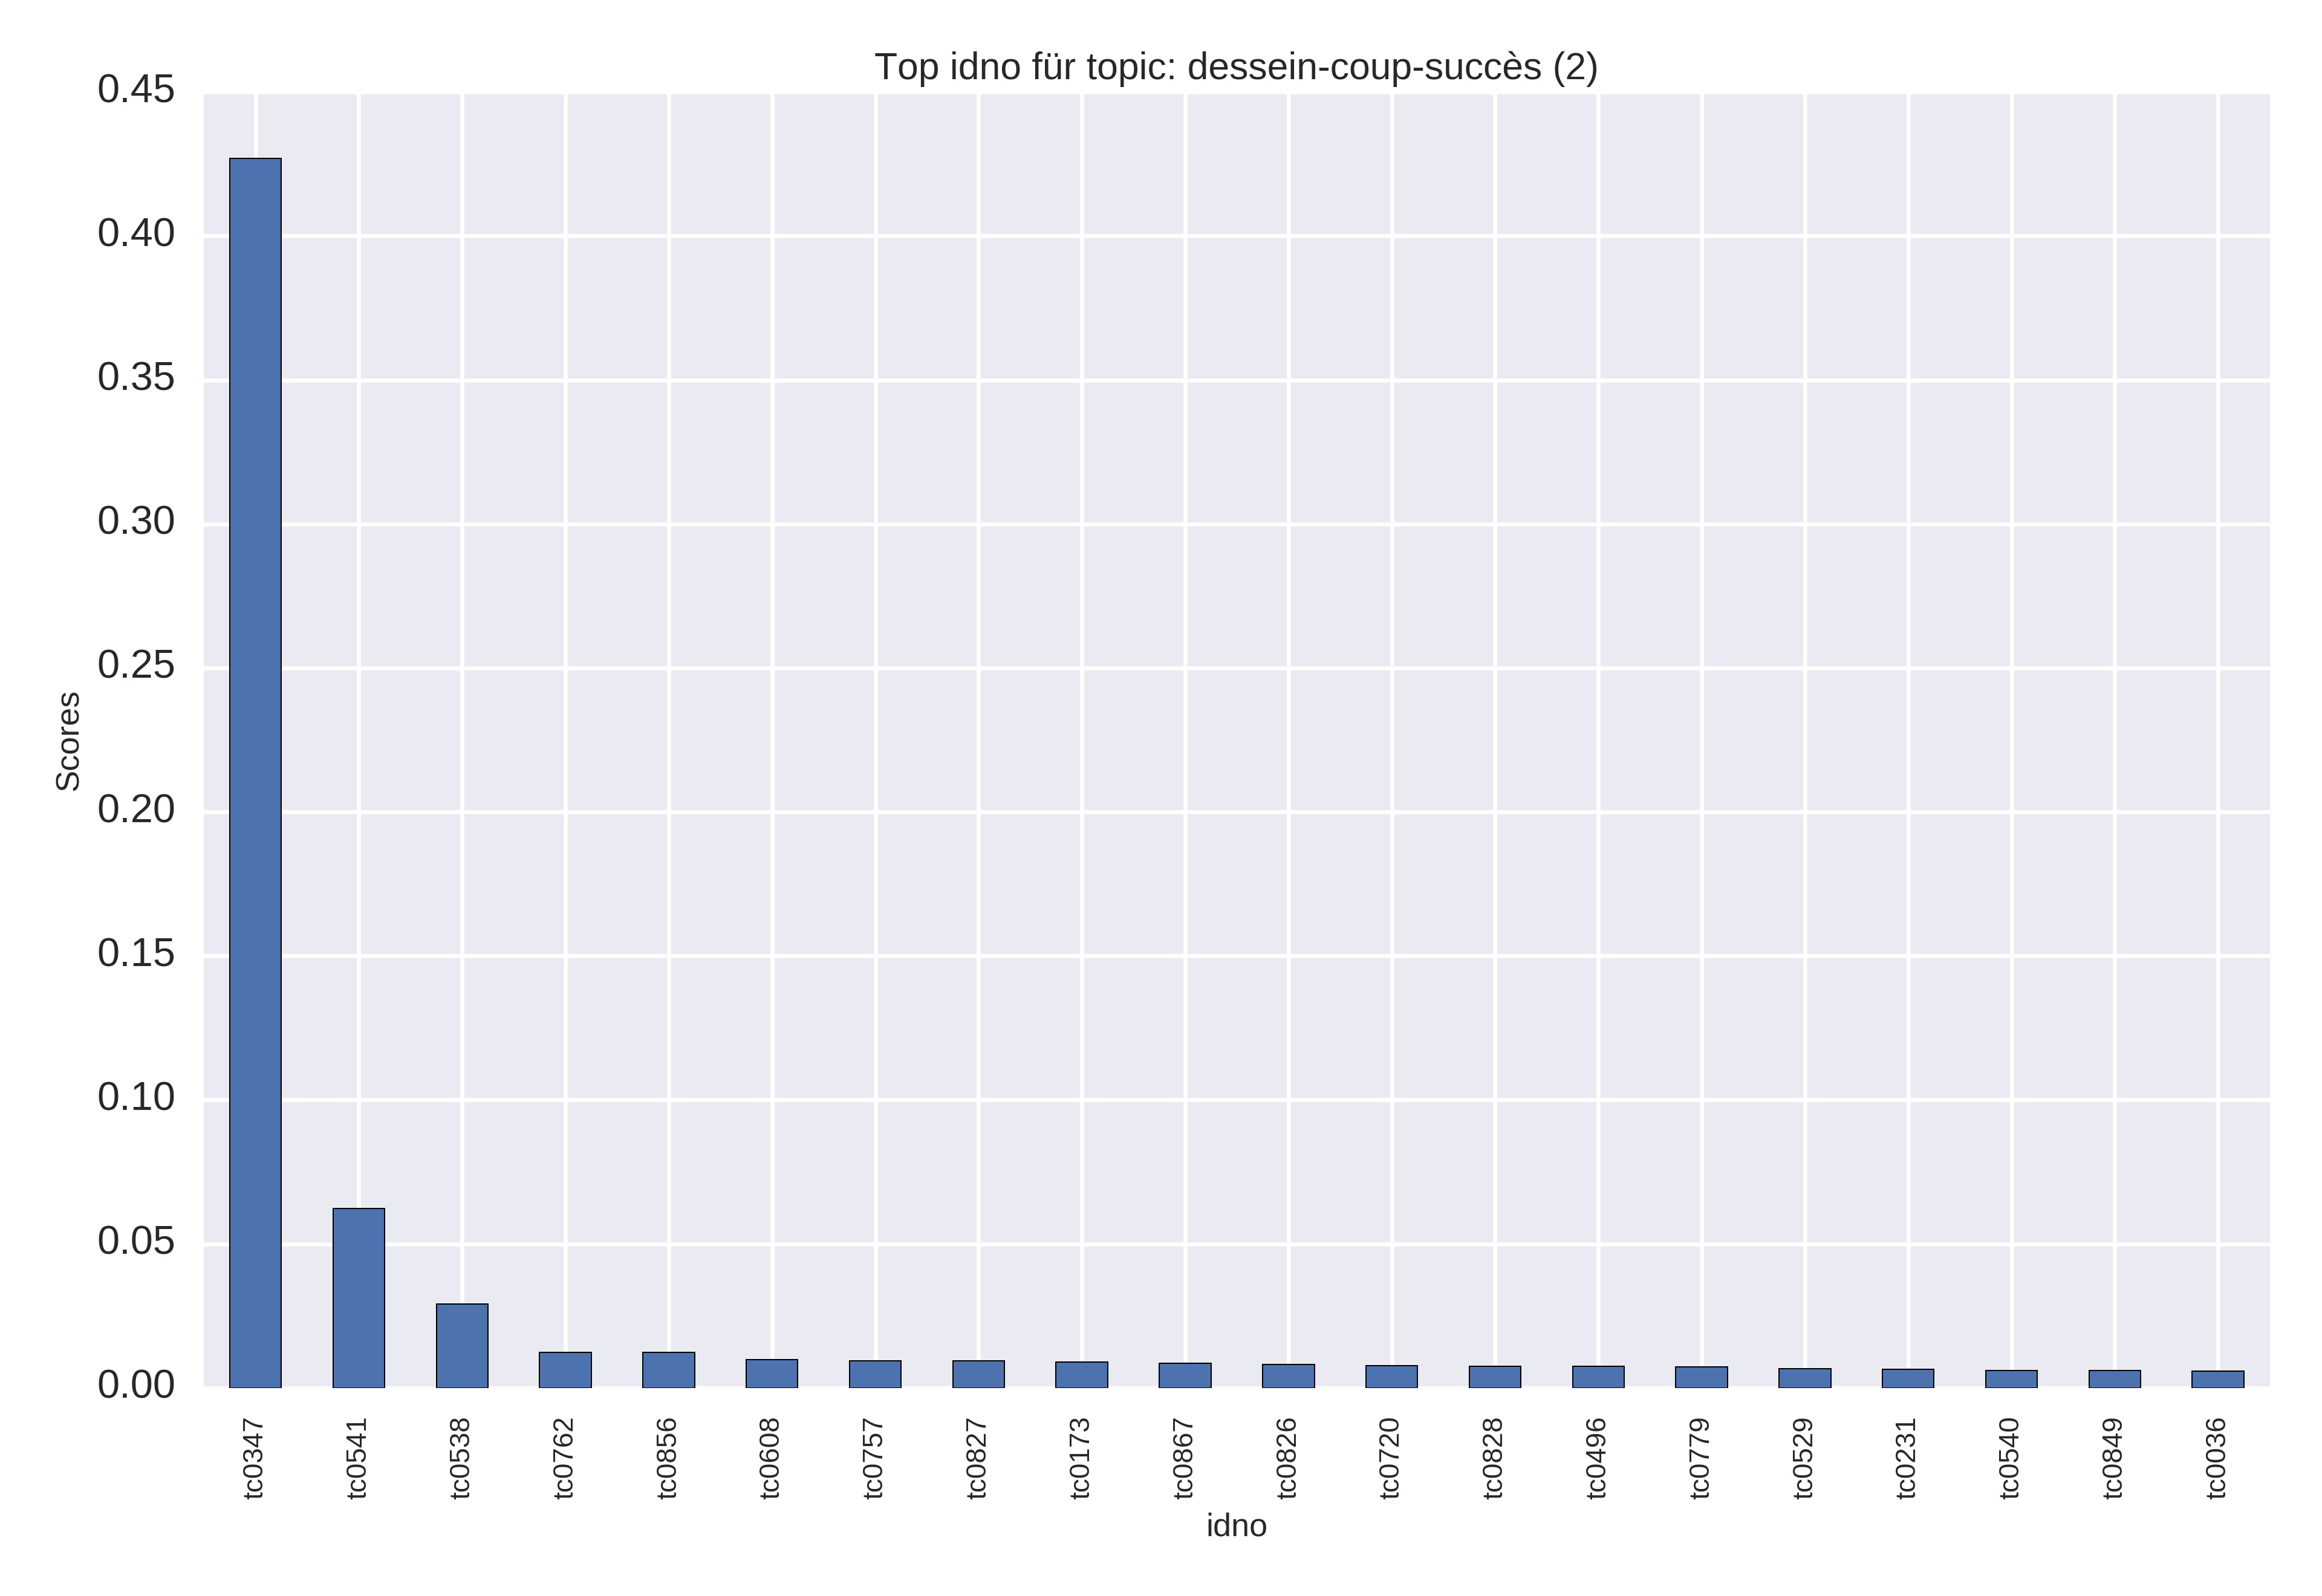 Top idno für topic: dessein-coup-succès (2)
0.45
0.40
0.35
0.30
0.25
0.20
0.15
0.10
0.05
0.00
Scores
tc0347
tc0541
tc0538
tc0762
tc0856
tc0608
tc0757
tc0827
tc0173
tc0867
tc0826
tc0720
tc0828
tc0496
tc0779
tc0529
tc0231
tc0540
tc0849
tc0036
idno